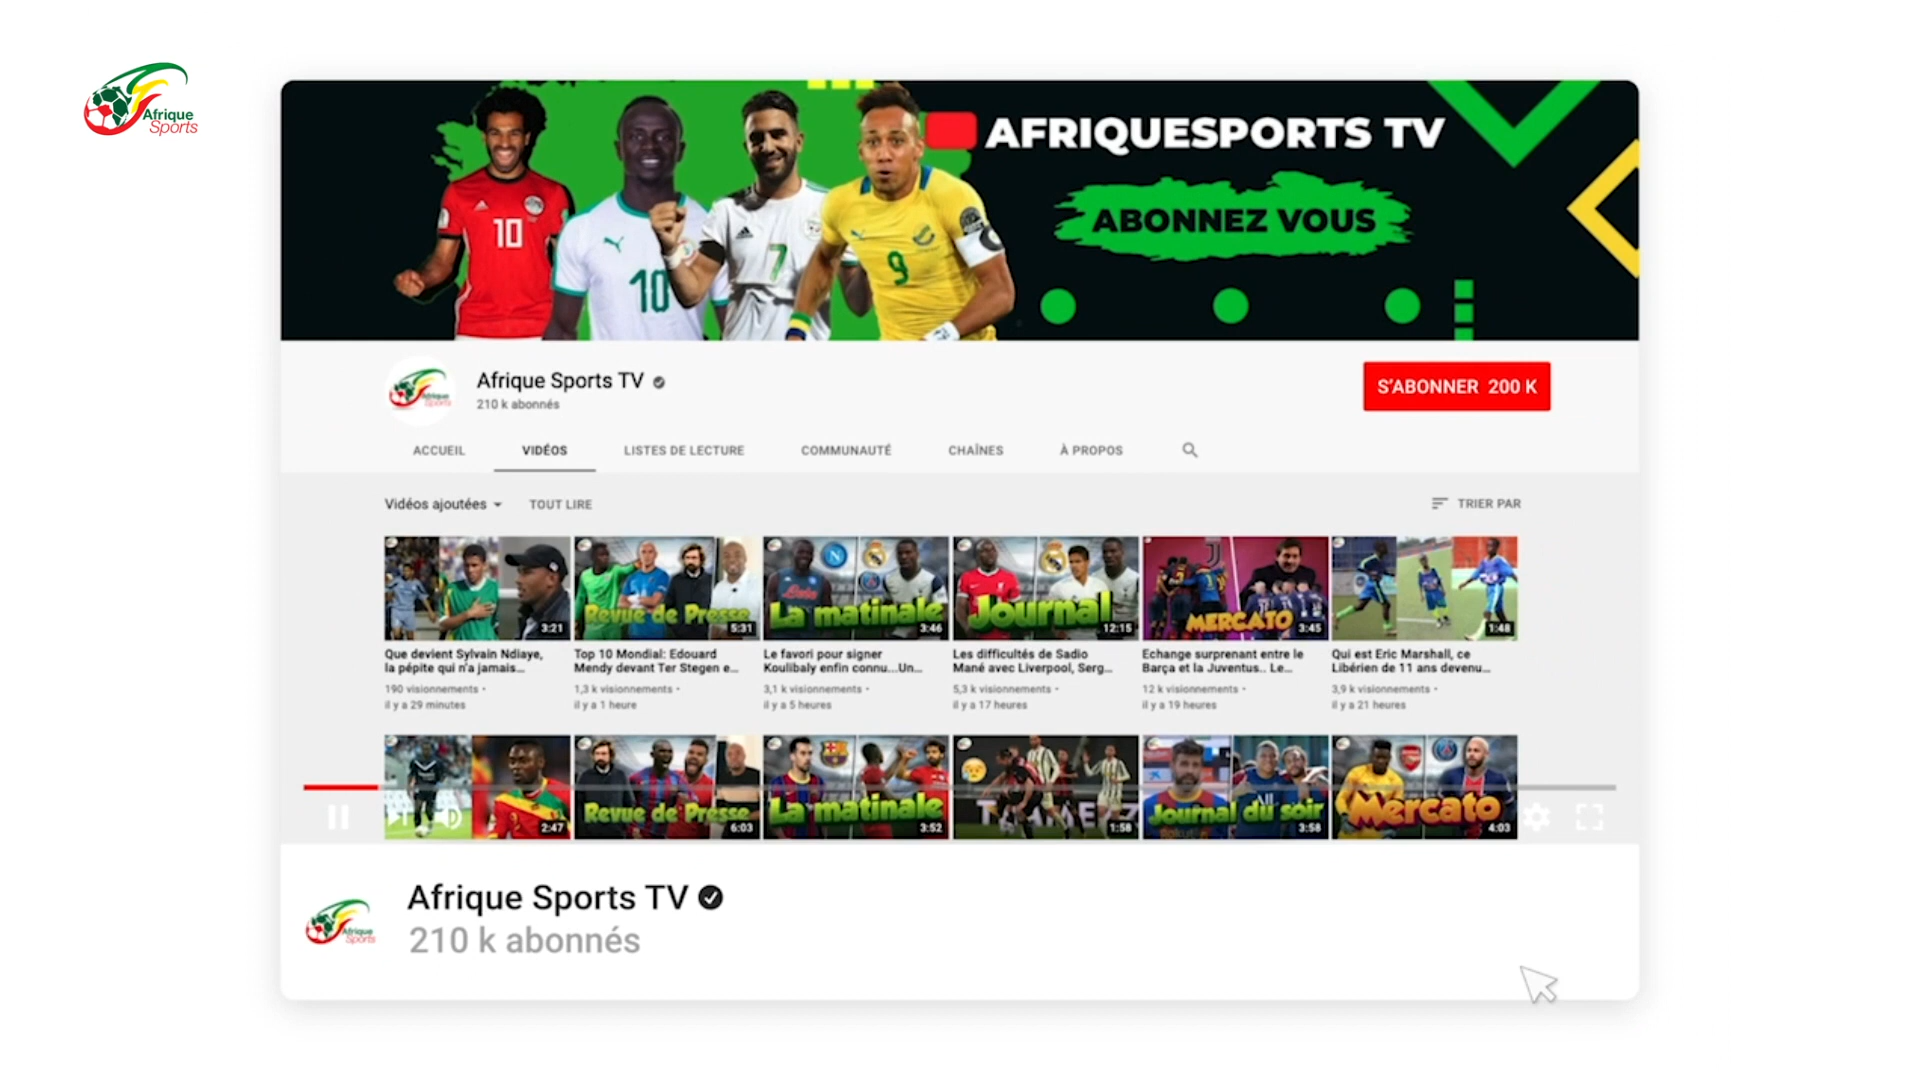 Afrique
Sports
AFRIQUESPORTS TV
ABONNEZ VOUS
10
10
7
9
Afrique Sports TV
210 k abonnés
S'ABONNER 200 K
Afrique
Sports
ACCUEIL
VIDÉOS
LISTES DE LECTURE
COMMUNAUTÉ
CHAÎNES
À PROPOS
Vidéos ajoutées
TOUT LIRE
TRIER PAR
3:21
Revue de Presse
5:31
La matinale
3:46
Journal
12:15
MERCATO
3:45
1:48
Que devient Sylvain Ndiaye,
la pépite qui n'a jamais...
190 visionnements •
il y a 29 minutes
Top 10 Mondial: Edouard
Mendy devant Ter Stegen e...
1,3 k visionnements •
il y a 1 heure
Le favori pour signer
Koulibaly enfin connu...Un...
3,1 k visionnements •
il y a 5 heures
Les difficultés de Sadio
Mané avec Liverpool, Serg...
5,3 k visionnements •
il y a 17 heures
Echange surprenant entre le
Barça et la Juventus.. Le...
12 k visionnements •
il y a 19 heures
Qui est Eric Marshall, ce
Libérien de 11 ans devenu...
3,9 k visionnements •
il y a 21 heures
2:47
Revue de Presse
6:03
La matinale
3:52
1:58
Journal du soir
3:58
Mercato
4:03
Afrique
Sports
Afrique Sports TV
210 k abonnés